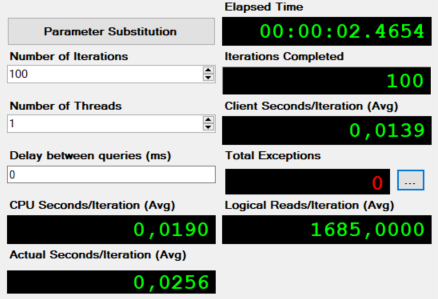 Elapsed Time
Parameter Substitution
00:00:02.4654
Number of Iterations
Iterations Completed
100
100
Number of Threads
Client Seconds/Iteration (Avg)
1
0,0139
Delay between queries (ms)
Total Exceptions
0
0
...
CPU Seconds/Iteration (Avg)
Logical Reads/Iteration (Avg)
0,0190
1685,0000
Actual Seconds/Iteration (Avg)
0,0256